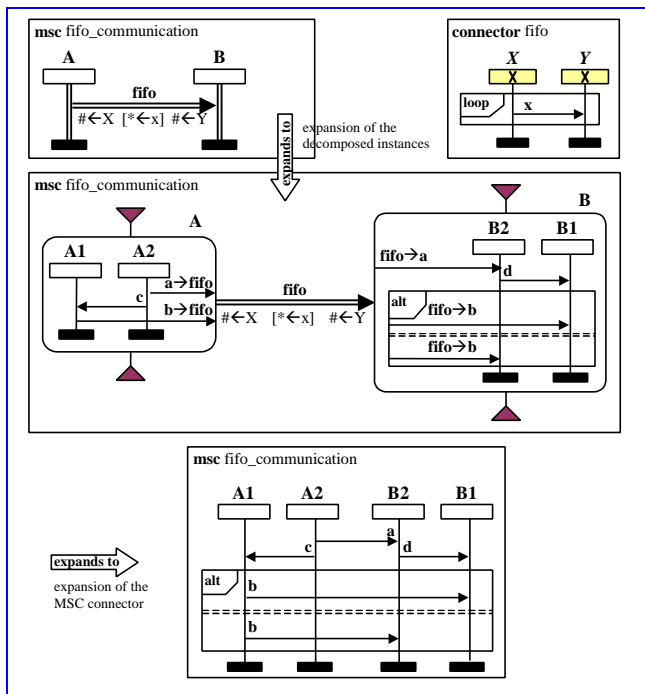 msc fifo_communication
A B
fifo
#←X [*←x] #←Y
connector fifo
X Y
loop
x
expands to
expansion of the
decomposed instances
msc fifo_communication
A
A1 A2
a→fifo
c
b→fifo
fifo
#←X [*←x] #←Y
B
B2 B1
fifo→a
d
alt
fifo→b
fifo→b
expands to
expansion of the
MSC connector
msc fifo_communication
A1 A2 B2 B1
a
c d
alt
b
b